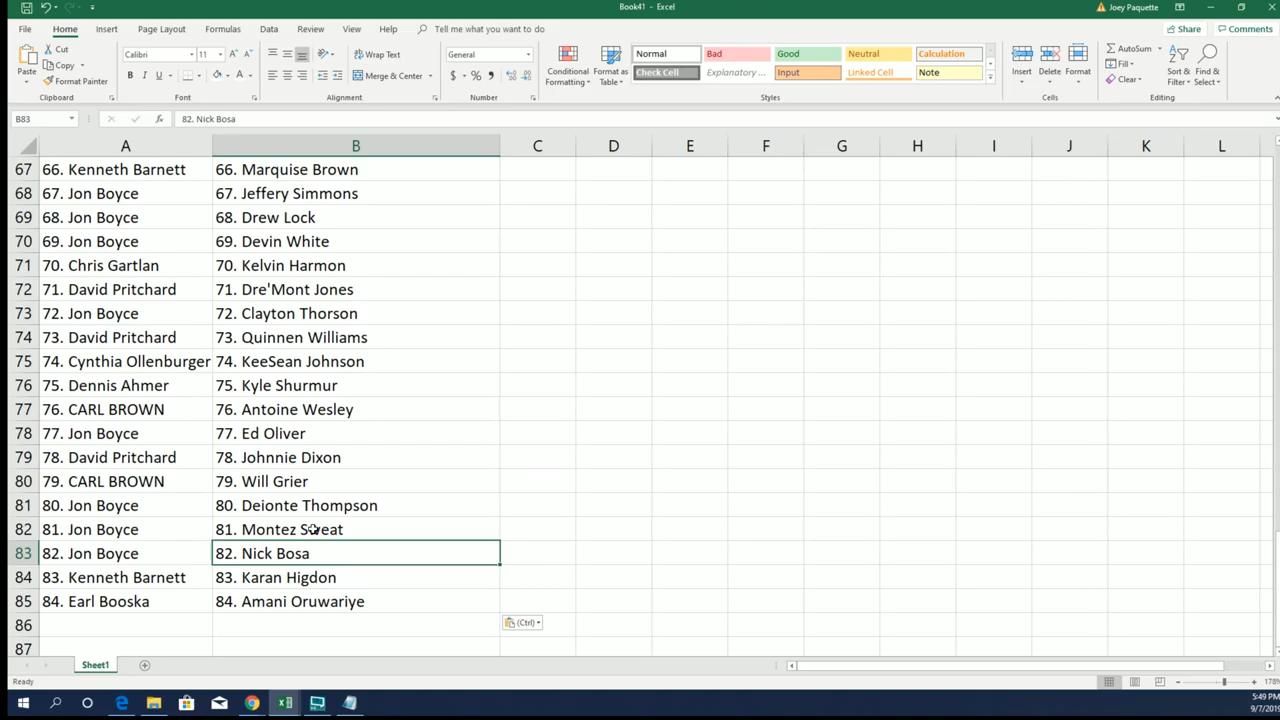 Book41 - Excel
Joey Paquette
File Home Insert Page Layout Formulas Data Review View Help Tell me what you want to do Share Comments
Cut
Copy
Format Painter
Paste
Clipboard
Calibri 11
B I U
Font
Wrap Text
Merge & Center
Alignment
General
$ % ,
Number
Conditional Formatting
Format as Table
Normal Bad Good Neutral Calculation
Check Cell Explanatory ... Input Linked Cell Note
Styles
Insert Delete Format
Cells
AutoSum
Fill
Clear
Sort & Filter
Find & Select
Editing
B83 fx 82. Nick Bosa
A B C D E F G H I J K L
67 66. Kenneth Barnett 66. Marquise Brown
68 67. Jon Boyce 67. Jeffery Simmons
69 68. Jon Boyce 68. Drew Lock
70 69. Jon Boyce 69. Devin White
71 70. Chris Gartlan 70. Kelvin Harmon
72 71. David Pritchard 71. Dre'Mont Jones
73 72. Jon Boyce 72. Clayton Thorson
74 73. David Pritchard 73. Quinnen Williams
75 74. Cynthia Ollenburger 74. KeeSean Johnson
76 75. Dennis Ahmer 75. Kyle Shurmur
77 76. CARL BROWN 76. Antoine Wesley
78 77. Jon Boyce 77. Ed Oliver
79 78. David Pritchard 78. Johnnie Dixon
80 79. CARL BROWN 79. Will Grier
81 80. Jon Boyce 80. Deionte Thompson
82 81. Jon Boyce 81. Montez Sweat
83 82. Jon Boyce 82. Nick Bosa
84 83. Kenneth Barnett 83. Karan Higdon
85 84. Earl Booska 84. Amani Oruwariye
86
(Ctrl)
87
Sheet1
Ready
178%
5:49 PM
9/7/2019